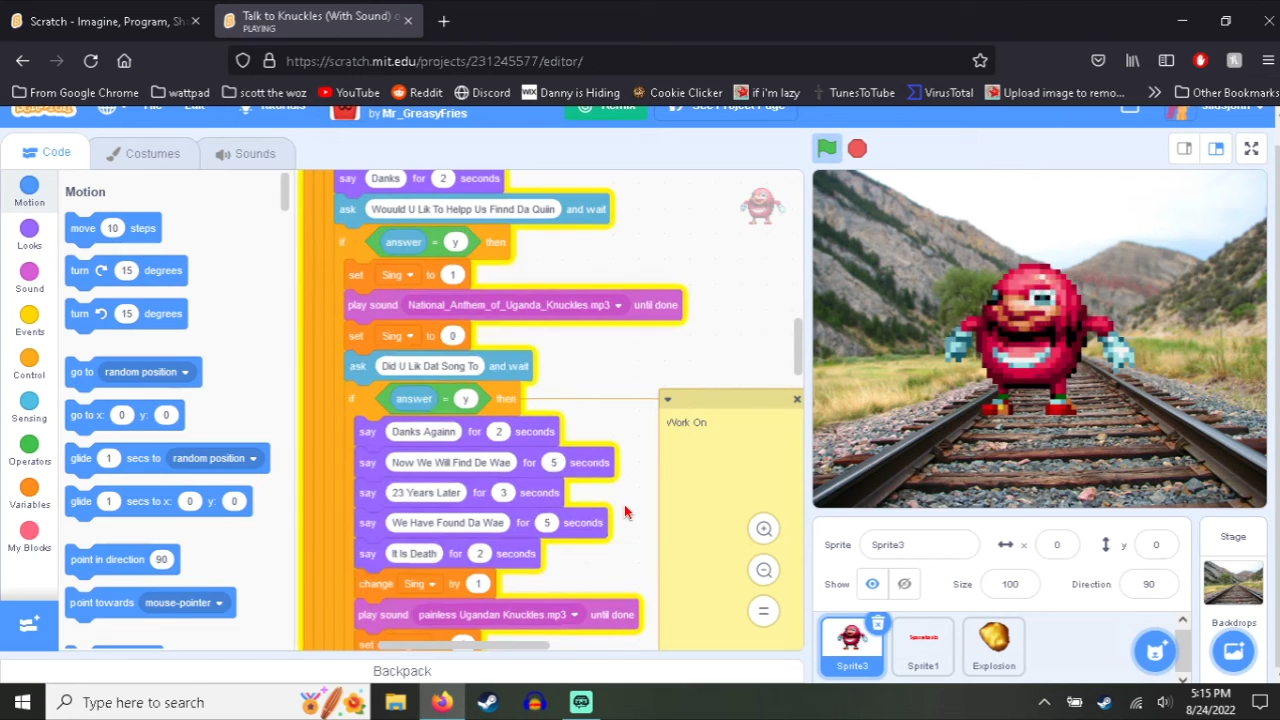 Scratch - Imagine, Program, Sh
Talk to Knuckles (With Sound) o
PLAYING
https://scratch.mit.edu/projects/231245577/editor/
From Google Chrome
wattpad
scott the woz
YouTube
Reddit
Discord
WIX
Danny is Hiding
Cookie Clicker
if i'm lazy
TunesToTube
VirusTotal
Upload image to remo...
Other Bookmarks
by Mr_GreasyFries
Code
Costumes
Sounds
Motion
Looks
Sound
Events
Control
Sensing
Operators
Variables
My Blocks
Motion
move 10 steps
turn 15 degrees
turn 15 degrees
go to random position
go to x: 0 y: 0
glide 1 secs to random position
glide 1 secs to x: 0 y: 0
point in direction 90
point towards mouse-pointer
say Danks for 2 seconds
ask Wouuld U Lik To Helpp Us Finnd Da Quiin and wait
if answer = y then
set Sing to 1
play sound National_Anthem_of_Uganda_Knuckles mp3 until done
set Sing to 0
ask Did U Lik Dat Song To and wait
if answer = y then
say Danks Againn for 2 seconds
say Now We Will Find De Wae for 5 seconds
say 23 Years Later for 3 seconds
say We Have Found Da Wae for 5 seconds
say It Is Death for 2 seconds
change Sing by 1
play sound painless Ugandan Knuckles mp3 until done
set
Work On
Backpack
Sprite Sprite3 x 0 y 0
Show Size 100 Direction 90
Sprite3
Sprite1
Explosion
Stage
Backdrops
Type here to search
5:15 PM
8/24/2022